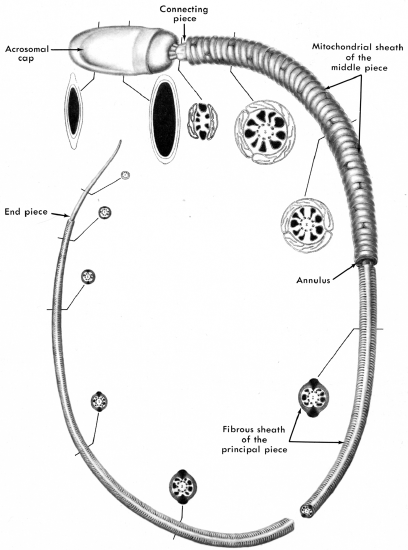 Connecting
piece
Acrosomal
cap
Mitochondrial sheath
of the
middle piece
End piece
Annulus
Fibrous sheath
of the
principal piece